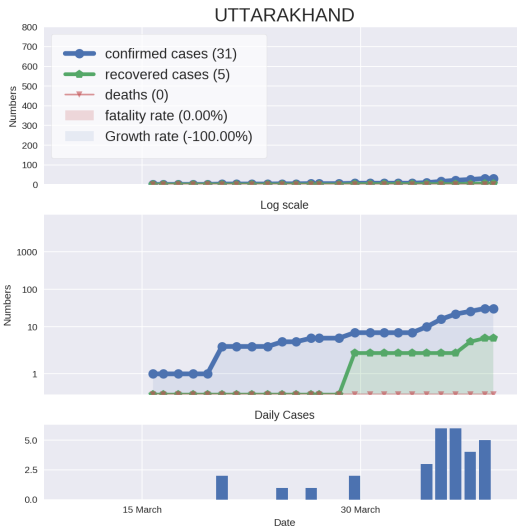 UTTARAKHAND
800
700
600
500
400
300
200
100
0
Numbers
confirmed cases (31)
recovered cases (5)
deaths (0)
fatality rate (0.00%)
Growth rate (-100.00%)
Log scale
1000
100
10
1
Numbers
Daily Cases
5.0
2.5
0.0
15 March
30 March
Date